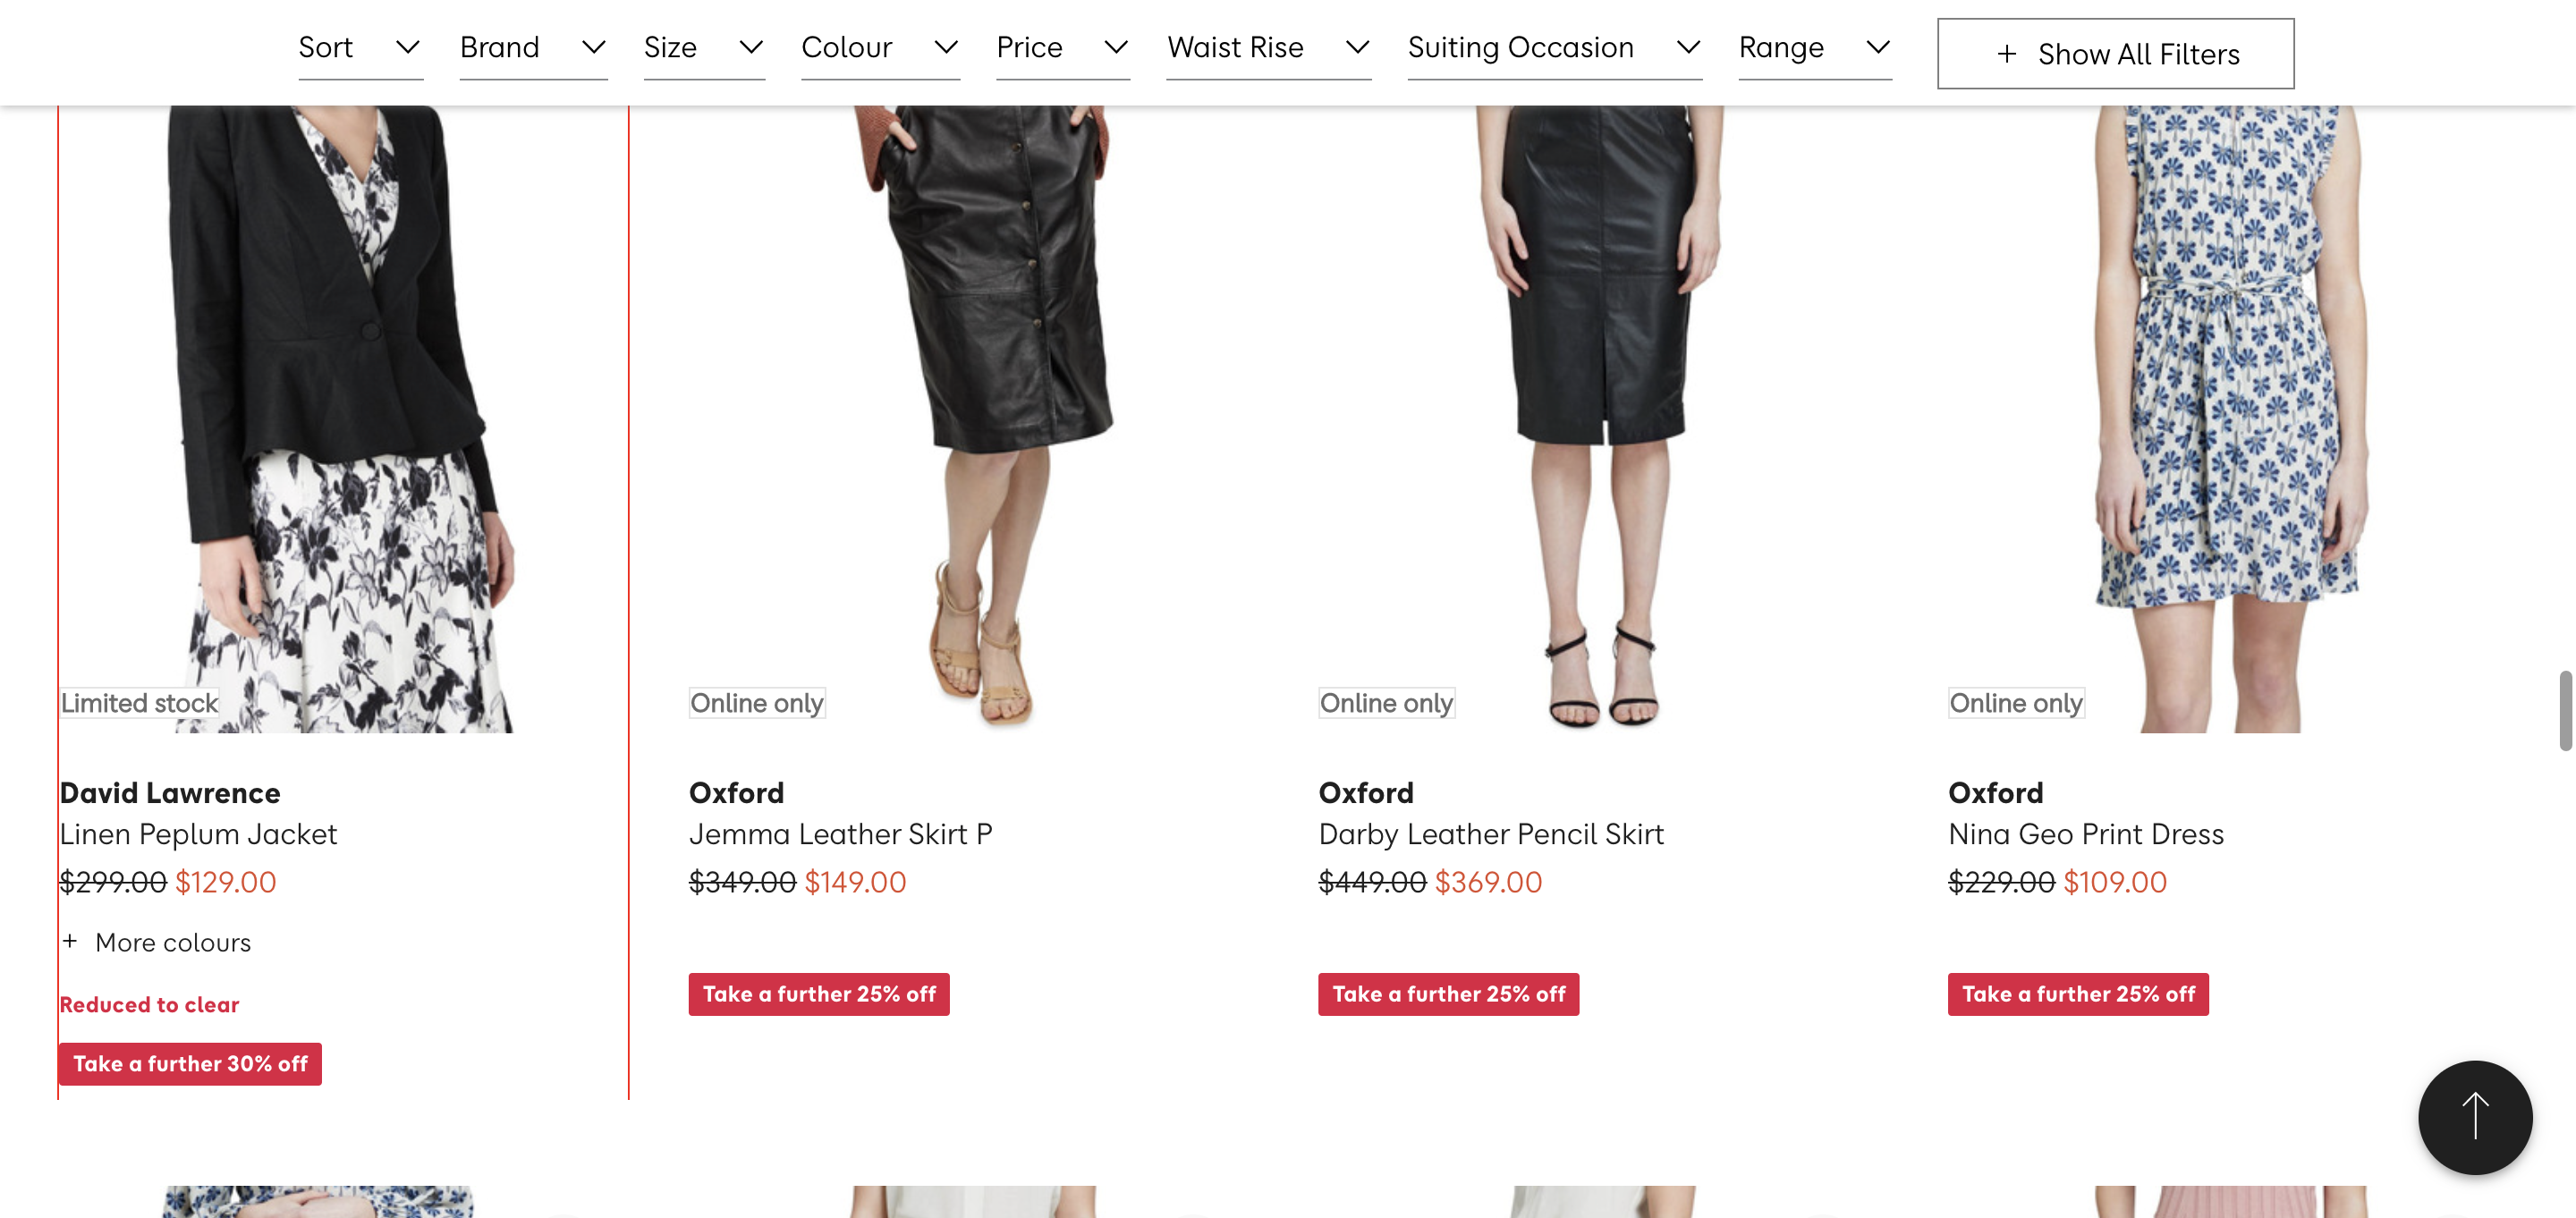 Sort
Brand
Size
Colour
Price
Waist Rise
Suiting Occasion
Range
+ Show All Filters
Limited stock
Online only
Online only
Online only
David Lawrence
Linen Peplum Jacket
$299.00 $129.00
+ More colours
Reduced to clear
Take a further 30% off
Oxford
Jemma Leather Skirt P
$349.00 $149.00
Take a further 25% off
Oxford
Darby Leather Pencil Skirt
$449.00 $369.00
Take a further 25% off
Oxford
Nina Geo Print Dress
$229.00 $109.00
Take a further 25% off